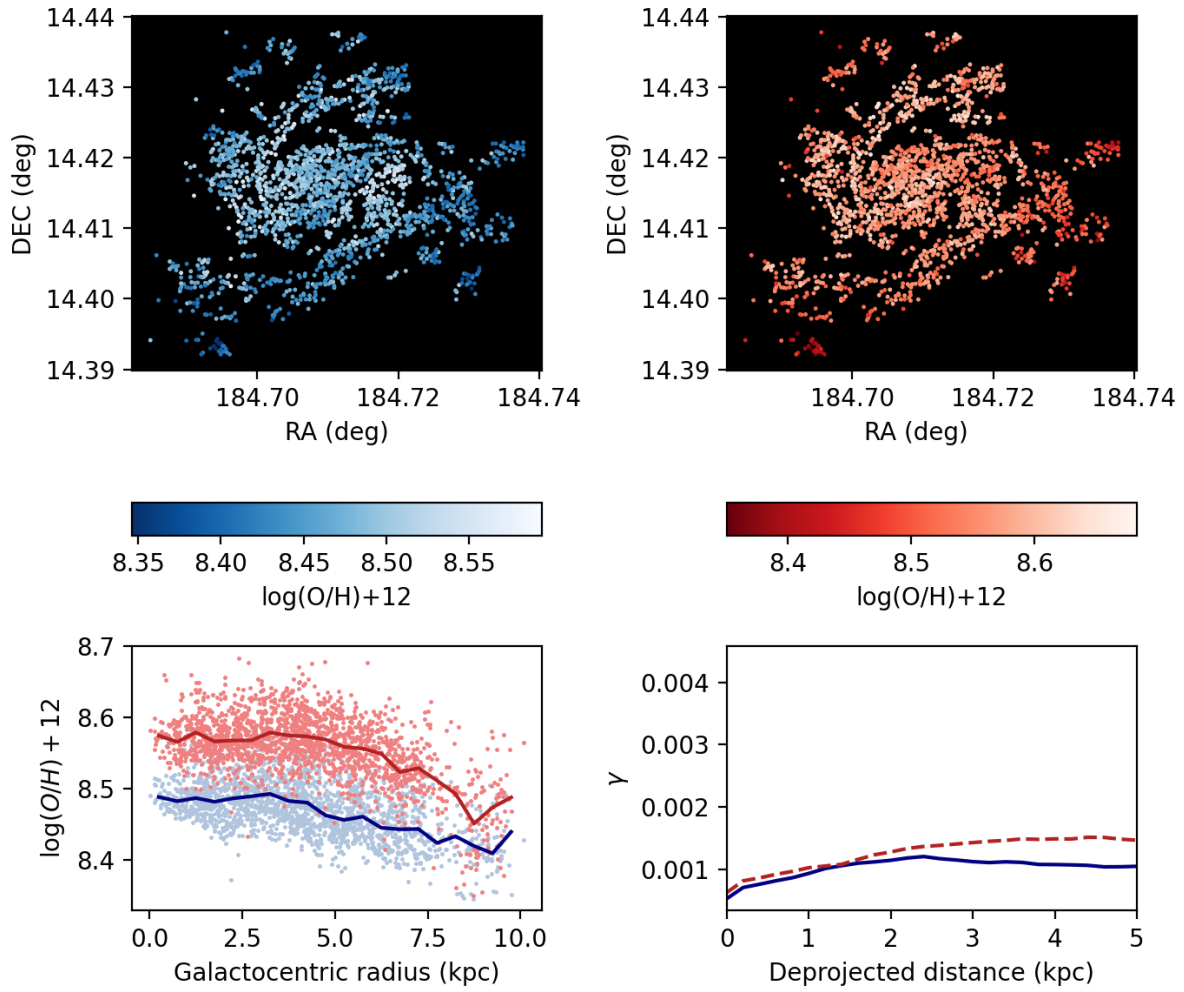 14.44
14.43
14.42
14.41
14.40
14.39
DEC (deg)
184.70 184.72 184.74
RA (deg)
14.44
14.43
14.42
14.41
14.40
14.39
DEC (deg)
184.70 184.72 184.74
RA (deg)
8.35 8.40 8.45 8.50 8.55
log(O/H)+12
8.4 8.5 8.6
log(O/H)+12
8.7
8.6
8.5
8.4
log(O/H) + 12
0.0 2.5 5.0 7.5 10.0
Galactocentric radius (kpc)
0.004
0.003
0.002
0.001
γ
0 1 2 3 4 5
Deprojected distance (kpc)